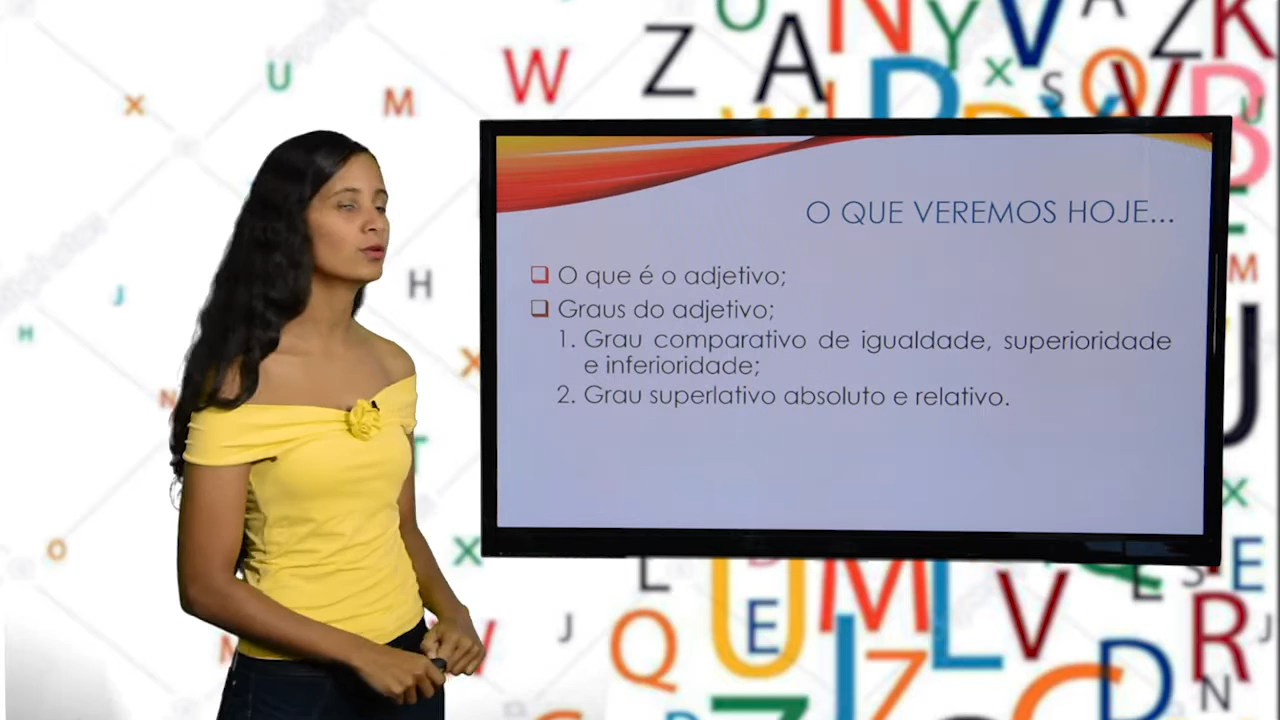 O QUE VEREMOS HOJE...
❑ O que é o adjetivo;
❑ Graus do adjetivo;
1. Grau comparativo de igualdade, superioridade
e inferioridade;
2. Grau superlativo absoluto e relativo.